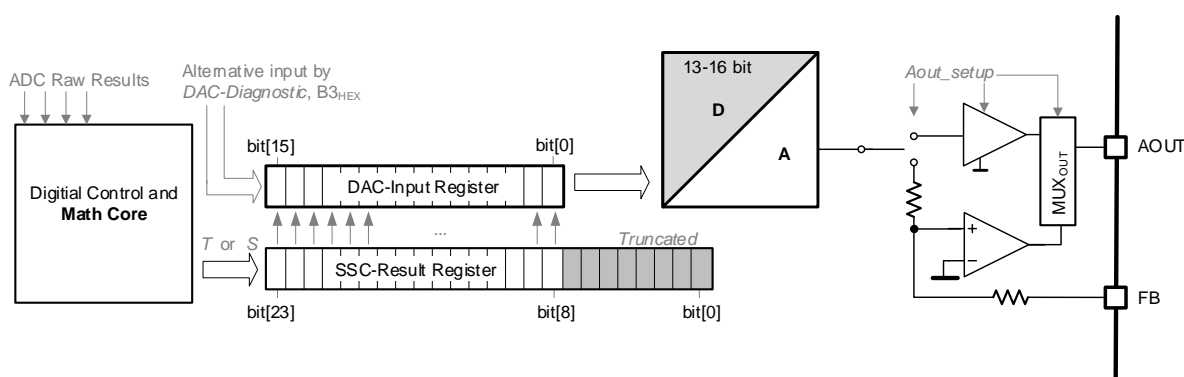 ADC Raw Results
Alternative input by
DAC-Diagnostic, B3HEX
Digitial Control and
Math Core
T or S
bit[15]
bit[0]
DAC-Input Register
...
Truncated
SSC-Result Register
bit[23]
bit[8]
bit[0]
13-16 bit
D
A
Aout_setup
+
−
MUXOUT
AOUT
FB